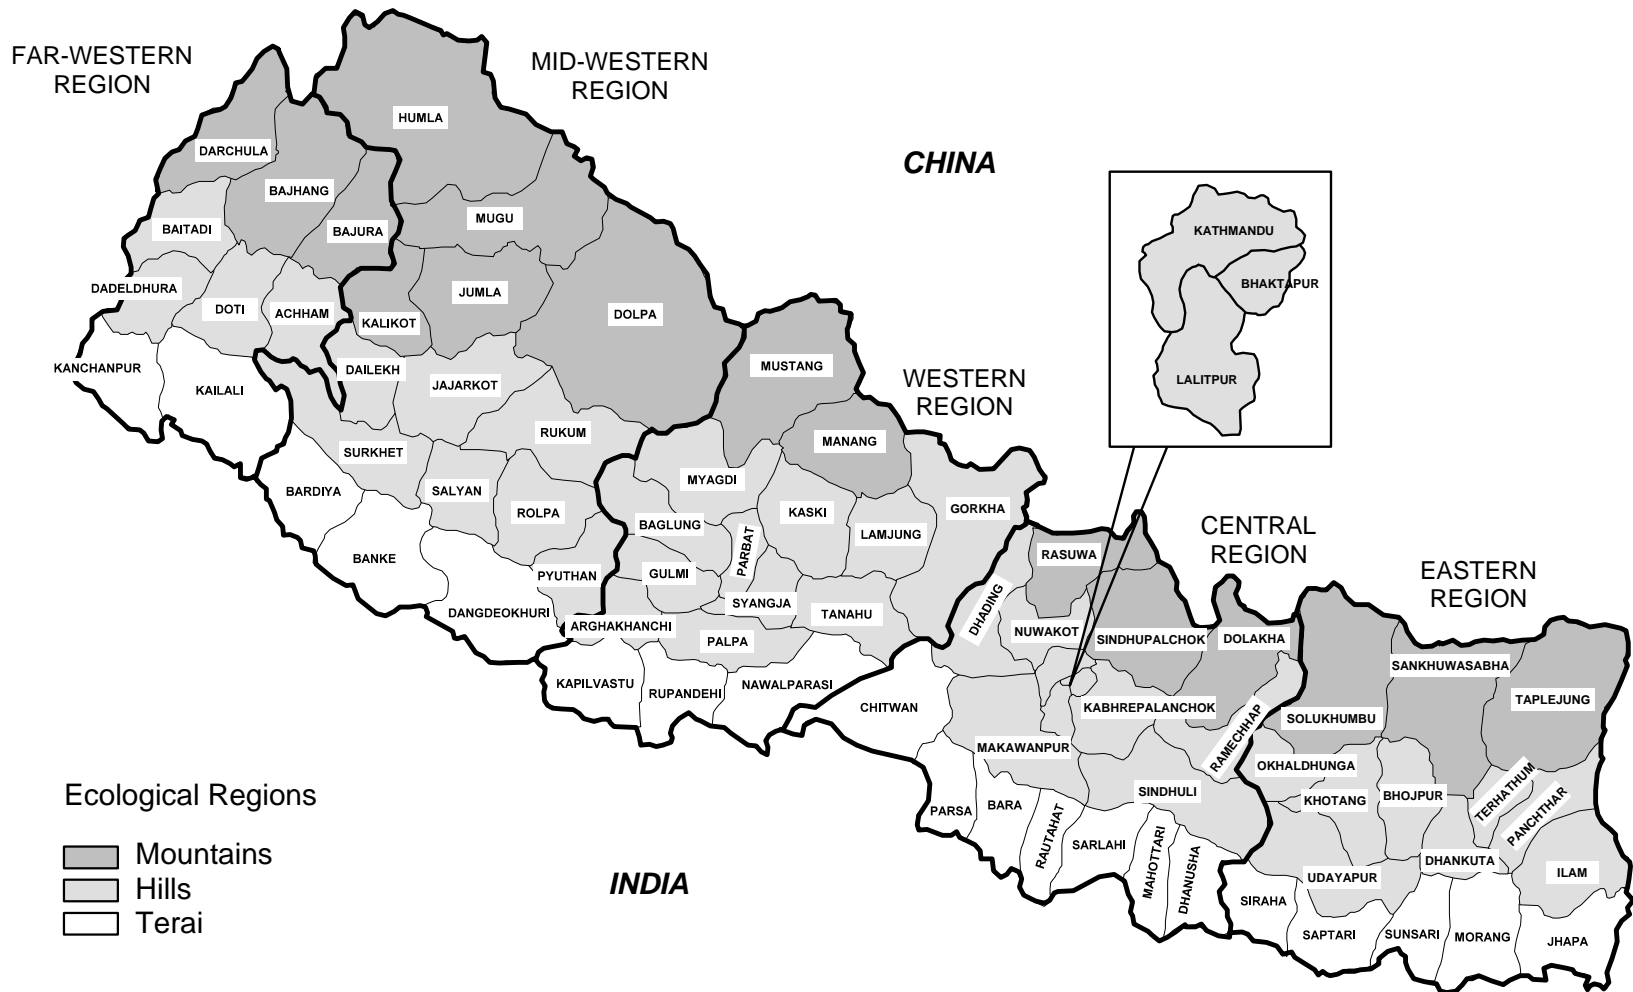 FAR-WESTERN
REGION
MID-WESTERN
REGION
HUMLA
DARCHULA
CHINA
BAJHANG
MUGU
BAITADI
BAJURA
KATHMANDU
BHAKTAPUR
DADELDHURA
JUMLA
DOTI
ACHHAM
KALIKOT
DOLPA
KANCHANPUR
DAILEKH
MUSTANG
WESTERN
REGION
LALITPUR
KAILALI
JAJARKOT
RUKUM
MANANG
SURKHET
MYAGDI
BARDIYA
SALYAN
ROLPA
KASKI
GORKHA
BAGLUNG
LAMJUNG
PARBAT
CENTRAL
REGION
RASUWA
BANKE
PYUTHAN
GULMI
EASTERN
REGION
DANGDEOKHURI
SYANGJA
TANAHU
DHADING
ARGHAKHANCHI
PALPA
NUWAKOT
SINDHUPALCHOK
DOLAKHA
SANKHUWASABHA
KAPILVASTU
RUPANDEHI
NAWALPARASI
CHITWAN
KABHREPALANCHOK
TAPLEJUNG
SOLUKHUMBU
MAKAWANPUR
RAMECHHAP
OKHALDHUNGA
SINDHULI
KHOTANG
BHOJPUR
TERHATHUM
PANCHTHAR
PARSA
BARA
RAUTAHAT
SARLAHI
MAHOTTARI
DHANUSHA
DHANKUTA
ILAM
UDAYAPUR
SIRAHA
SAPTARI
SUNSARI
MORANG
JHAPA
INDIA
Ecological Regions
Mountains
Hills
Terai